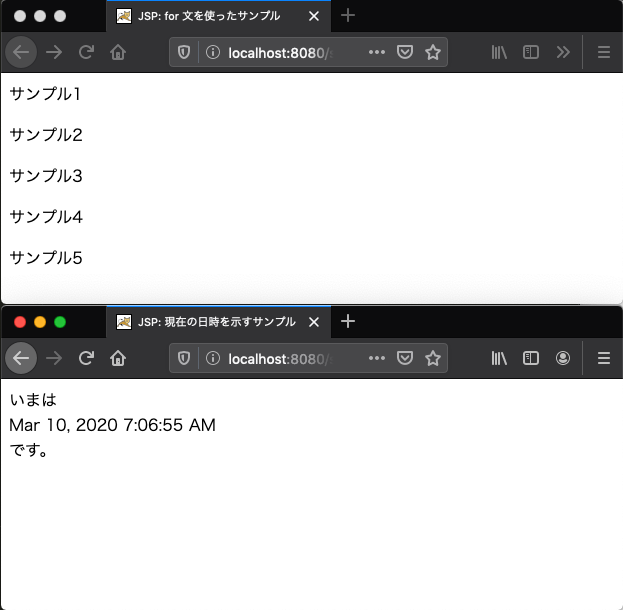 JSP: for 文を使ったサンプル
localhost:8080/
サンプル1
サンプル2
サンプル3
サンプル4
サンプル5
JSP: 現在の日時を示すサンプル
localhost:8080/
いまは
Mar 10, 2020 7:06:55 AM
です。